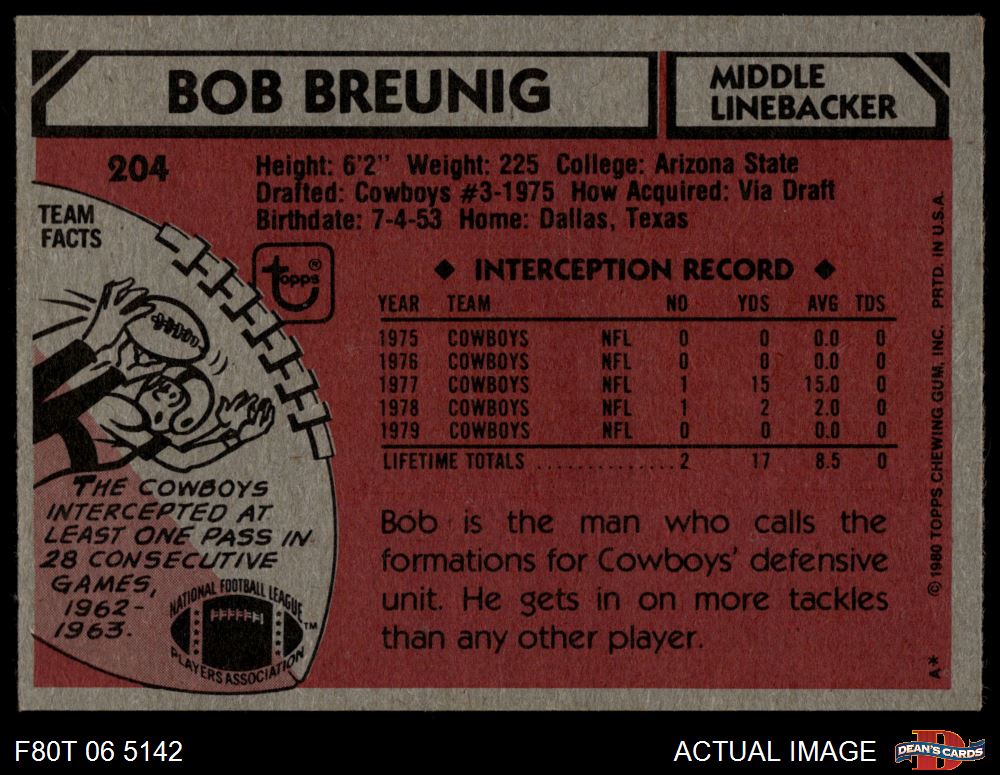 BOB BREUNIG
MIDDLE
LINEBACKER
204
Height: 6'2" Weight: 225 College: Arizona State
Drafted: Cowboys #3-1975 How Acquired: Via Draft
Birthdate: 7-4-53 Home: Dallas, Texas
TEAM
FACTS
topps®
◆ INTERCEPTION RECORD ◆
YEAR TEAM NO YDS AVG TDS
1975 COWBOYS NFL 0 0 0.0 0
1976 COWBOYS NFL 0 0 0.0 0
1977 COWBOYS NFL 1 15 15.0 0
1978 COWBOYS NFL 1 2 2.0 0
1979 COWBOYS NFL 0 0 0.0 0
LIFETIME TOTALS .............2 17 8.5 0
THE COWBOYS
INTERCEPTED AT
LEAST ONE PASS IN
28 CONSECUTIVE
GAMES,
1962-
1963.
NATIONAL FOOTBALL LEAGUE
PLAYERS ASSOCIATION
™
Bob is the man who calls the
formations for Cowboys' defensive
unit. He gets in on more tackles
than any other player.
A* ©1980 TOPPS CHEWING GUM, INC. PRTD. IN U.S.A.
F80T 06 5142
ACTUAL IMAGE
D
DEAN'S CARDS